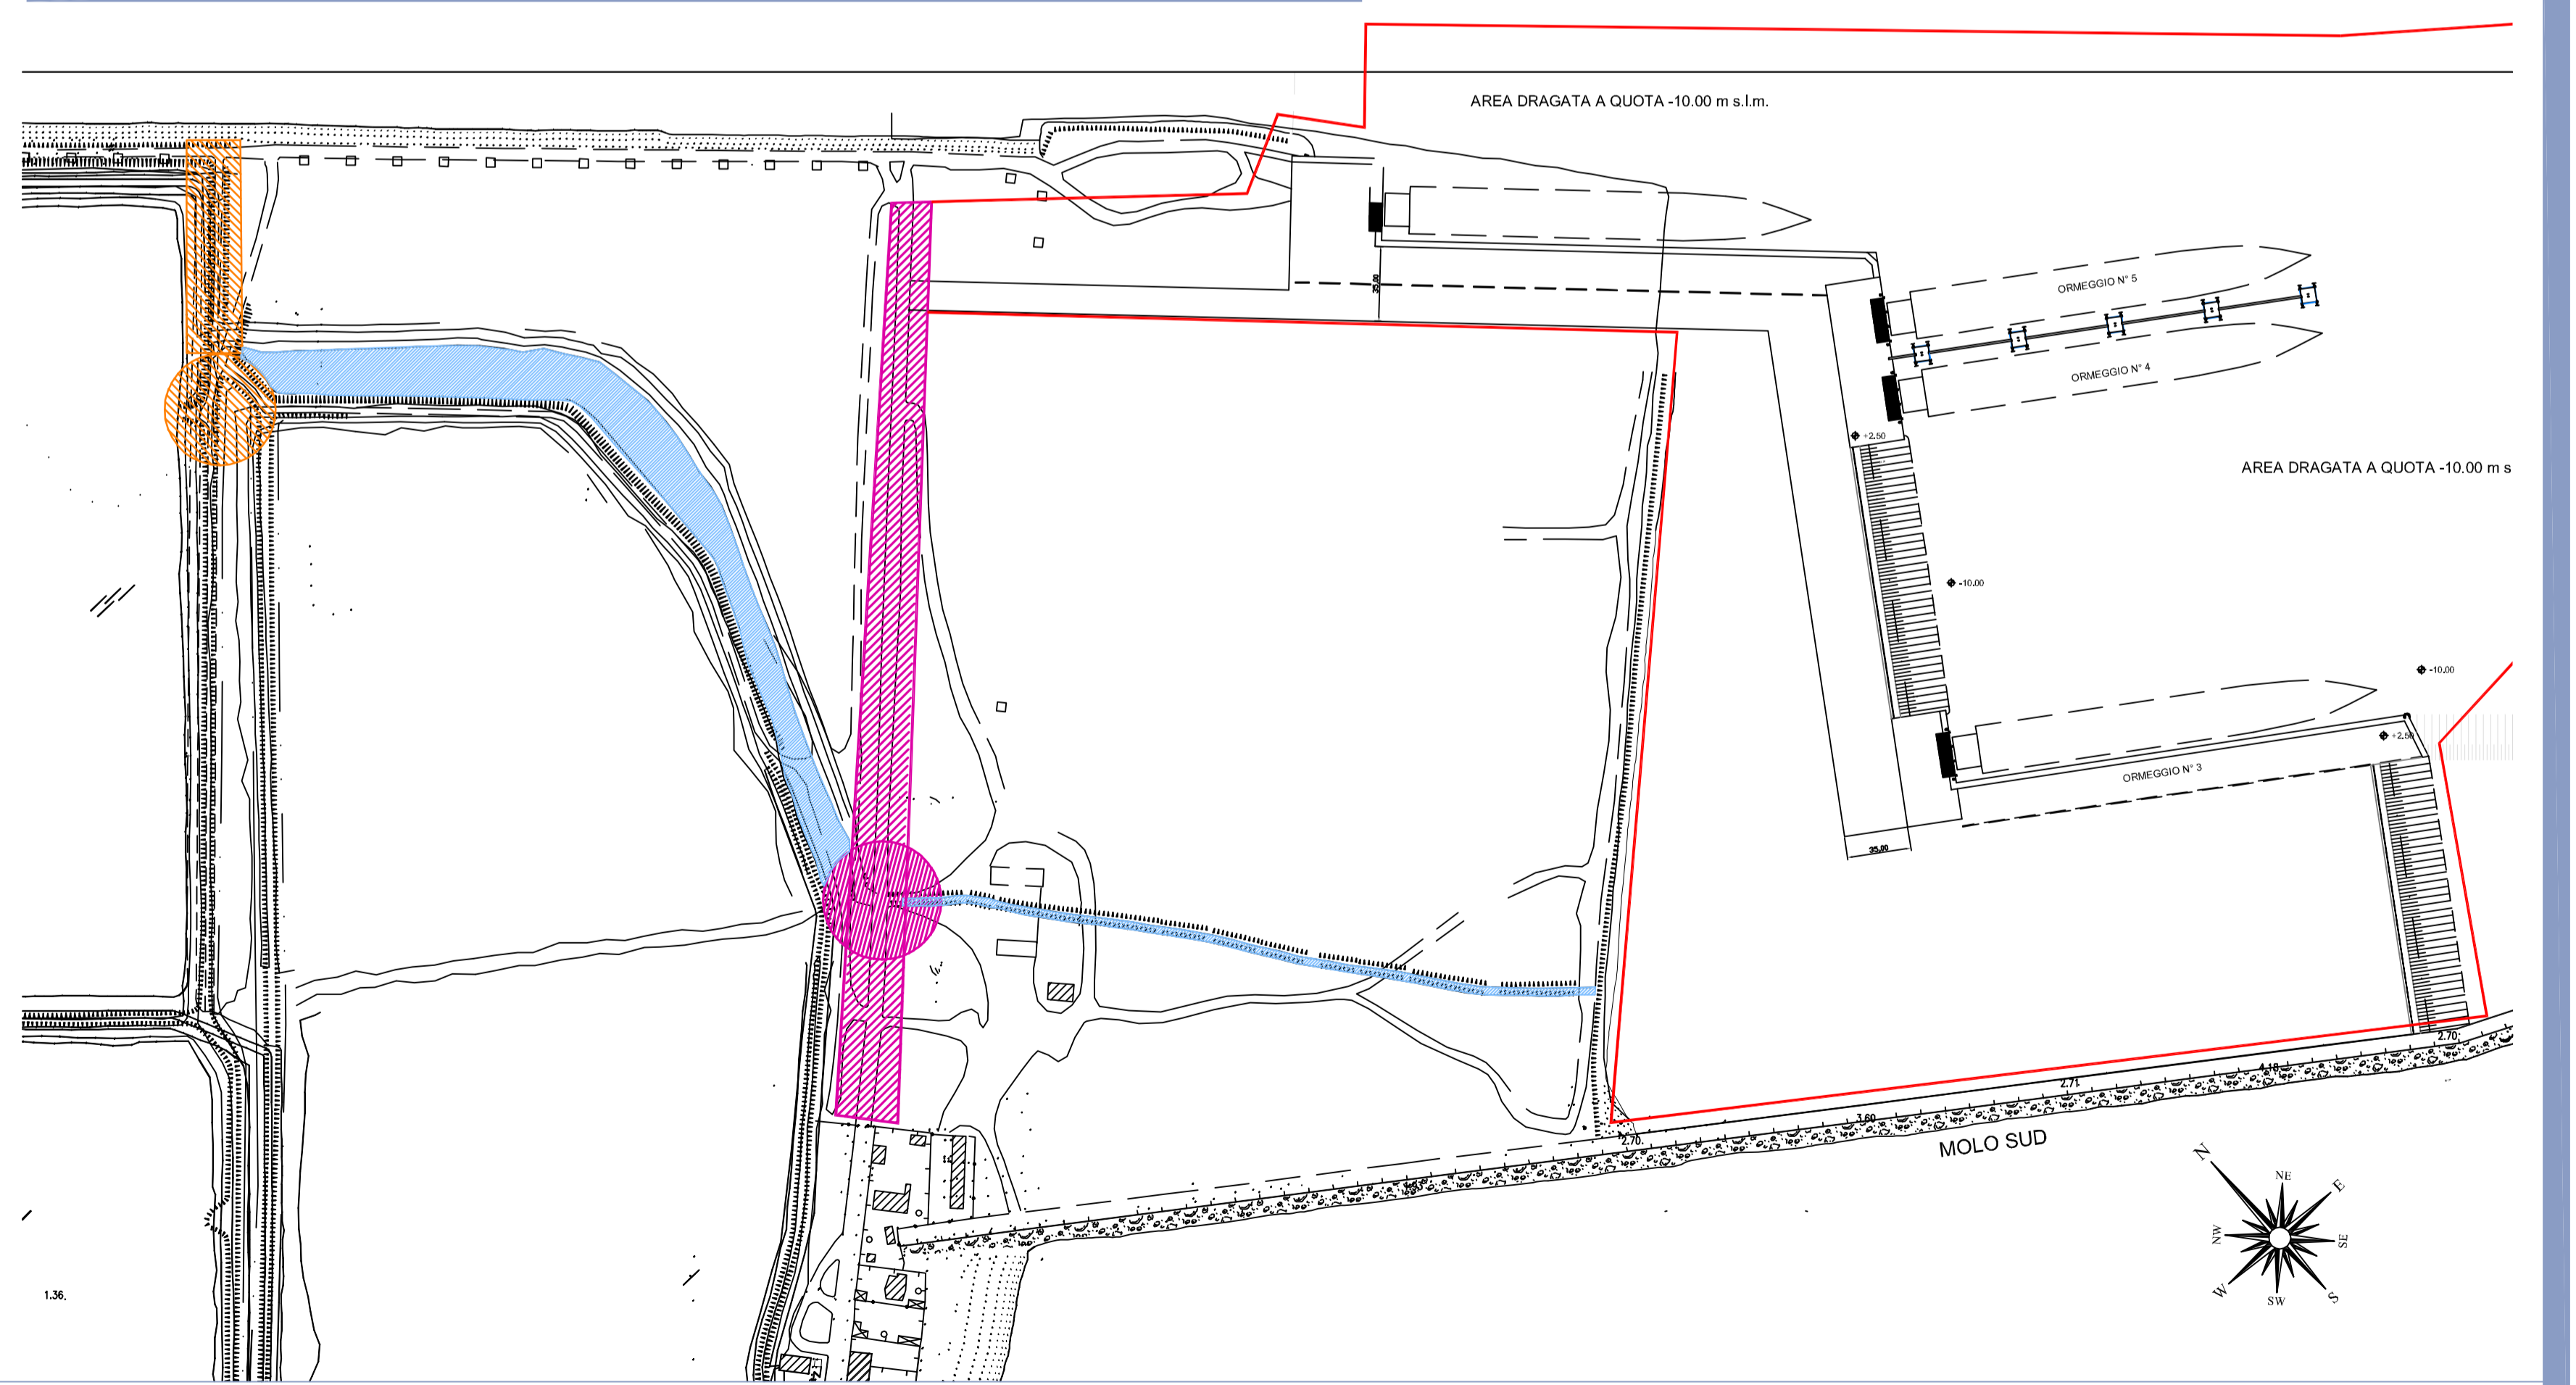 AREA DRAGATA A QUOTA -10.00 m s.l.m.
35,00
ORMEGGIO N° 5
ORMEGGIO N° 4
+2.50
AREA DRAGATA A QUOTA -10.00 m s
-10.00
-10.00
+2.50
ORMEGGIO N° 3
35,00
2.70
4.18
2.71
3.60
2.70
MOLO SUD
N
NE
E
NW
SE
W
SW
S
1.36.